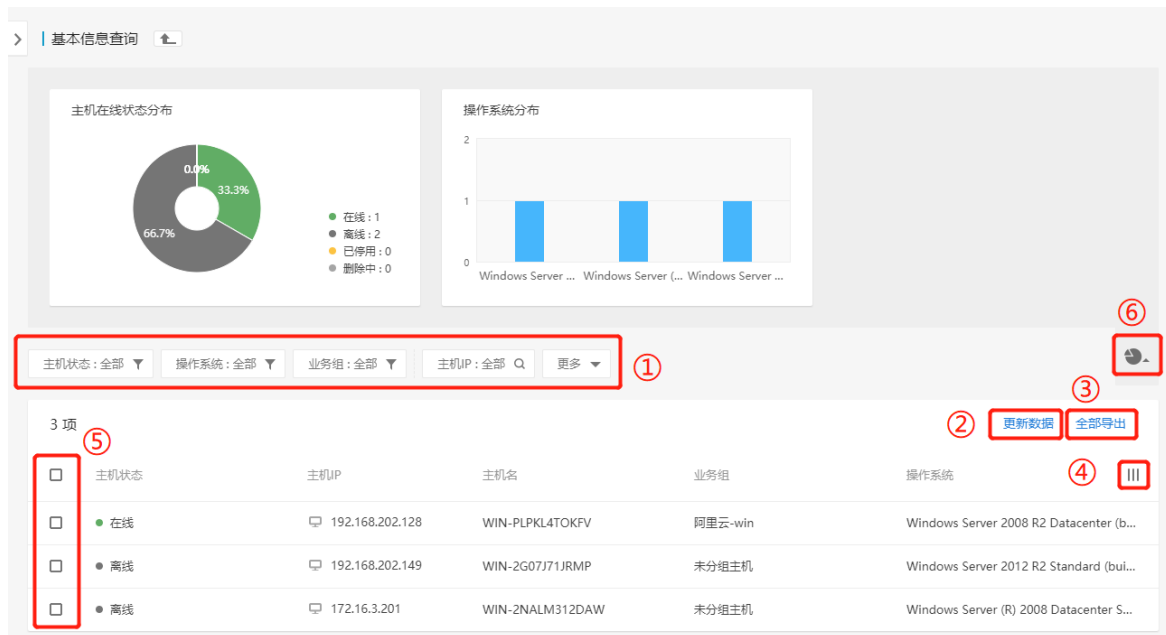 基本信息查询
主机在线状态分布
0.0%
33.3%
66.7%
在线 : 1
离线 : 2
已停用 : 0
删除中 : 0
操作系统分布
2
1
0
Windows Server ... Windows Server (... Windows Server ...
⑥
主机状态 : 全部 操作系统 : 全部 业务组 : 全部 主机IP : 全部 更多 ①
③
3 项 ② 更新数据 全部导出
⑤ ④
主机状态 主机IP 主机名 业务组 操作系统
在线 192.168.202.128 WIN-PLPKL4TOKFV 阿里云-win Windows Server 2008 R2 Datacenter (b...
离线 192.168.202.149 WIN-2G07J71JRMP 未分组主机 Windows Server 2012 R2 Standard (bui...
离线 172.16.3.201 WIN-2NALM312DAW 未分组主机 Windows Server (R) 2008 Datacenter S...